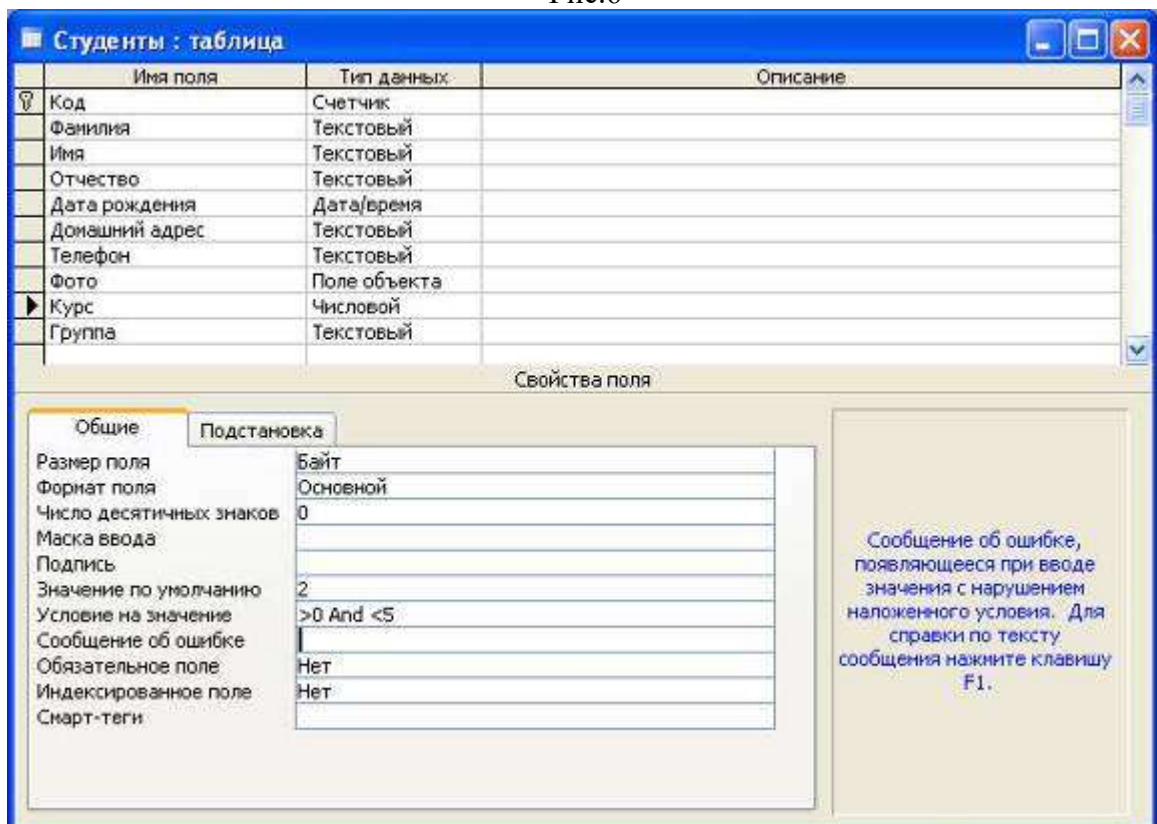 Студенты : таблица
Имя поля Тип данных Описание
Код Счетчик
Фамилия Текстовый
Имя Текстовый
Отчество Текстовый
Дата рождения Дата/время
Домашний адрес Текстовый
Телефон Текстовый
Фото Поле объекта
Курс Числовой
Группа Текстовый
Свойства поля
Общие Подстановка
Размер поля Байт
Формат поля Основной
Число десятичных знаков 0
Маска ввода
Подпись
Значение по умолчанию 2
Условие на значение >0 And <5
Сообщение об ошибке
Обязательное поле Нет
Индексированное поле Нет
Смарт-теги
Сообщение об ошибке,
появляющееся при вводе
значения с нарушением
наложенного условия. Для
справки по тексту
сообщения нажмите клавишу
F1.